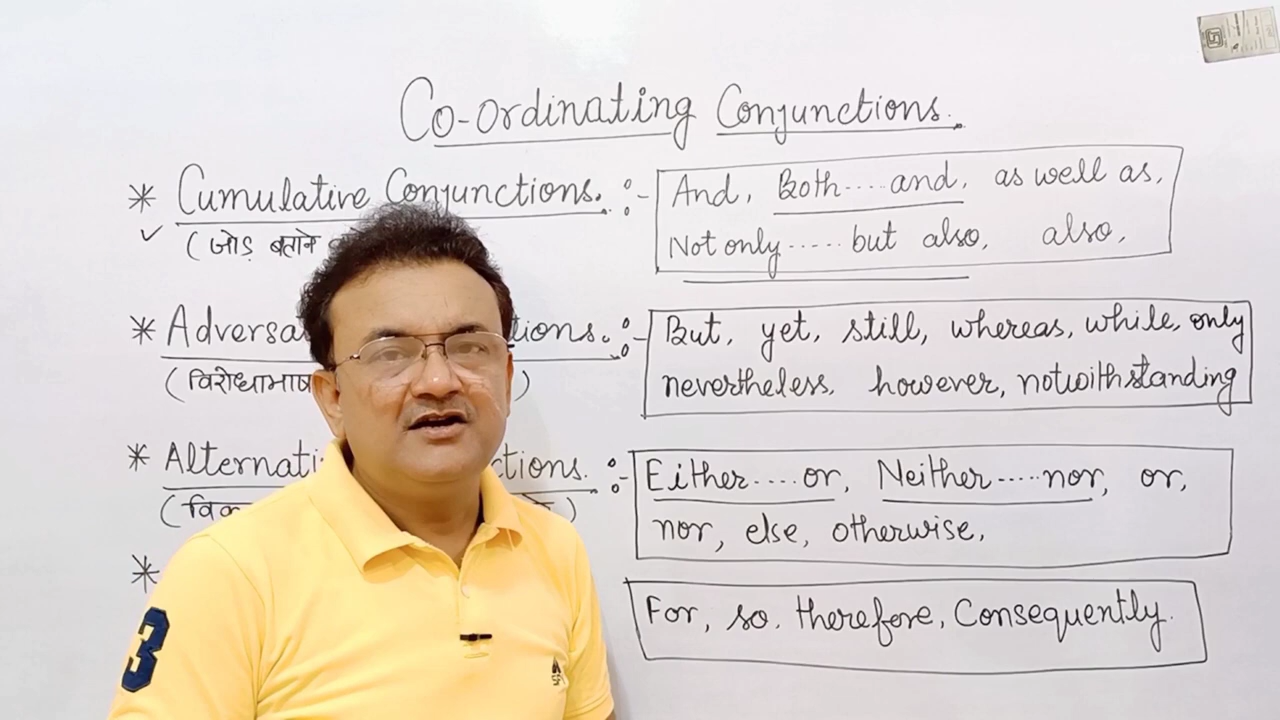 Co-ordinating Conjunctions.
* Cumulative Conjunctions. :-
And, Both....and, as well as,
Not only.....but also, also,
(जोड़ बताने
* Adversa tions. :-
But, yet, still, whereas, while, only
nevertheless. however, notwithstanding
(विरोधाभाष )
* Alternati ctions. :-
Either....or, Neither.....nor, or,
nor, else, otherwise,
*
For, so. therefore, Consequently.
3